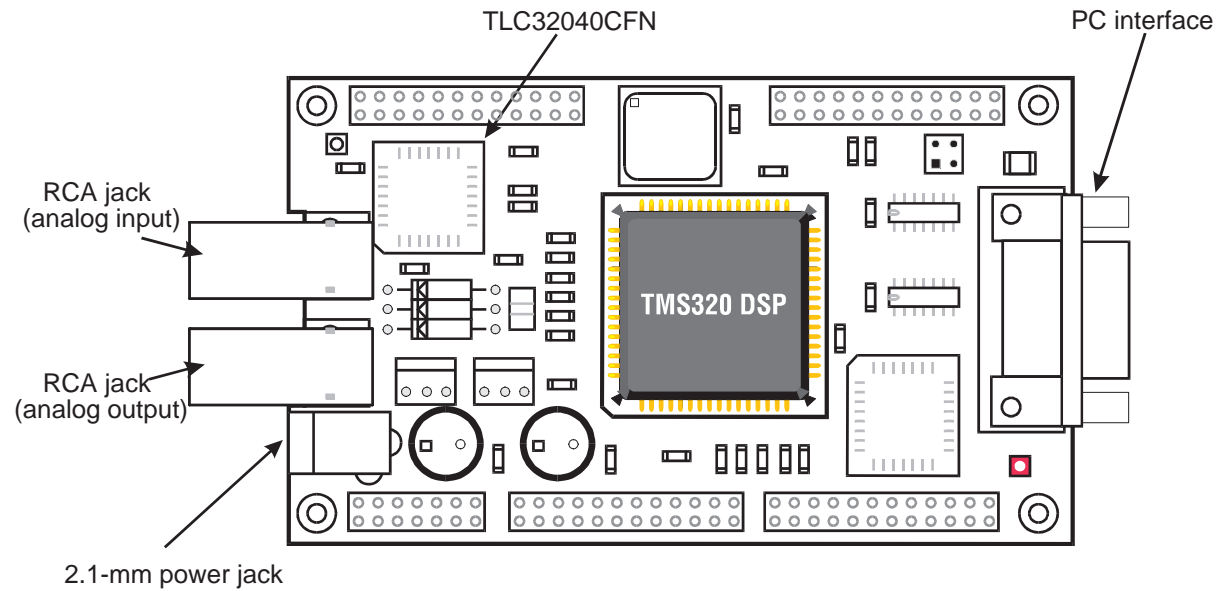 TLC32040CFN
PC interface
RCA jack
(analog input)
TMS320 DSP
RCA jack
(analog output)
2.1-mm power jack